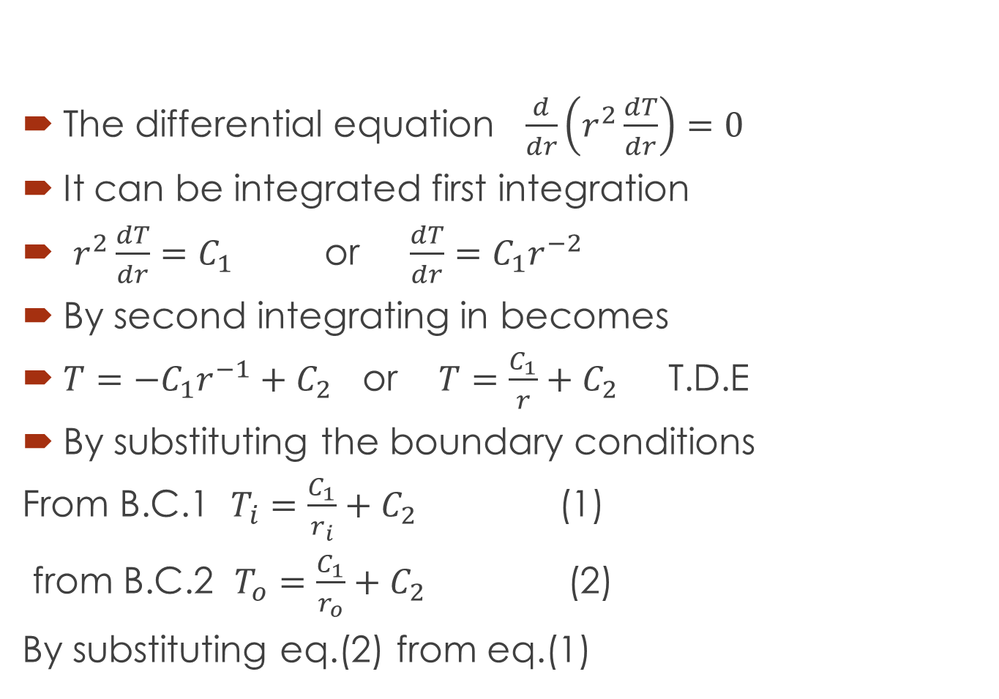 The differential equation $\frac{d}{dr}\left(r^2\frac{dT}{dr}\right)=0$
It can be integrated first integration
$r^2\frac{dT}{dr}=C_1$ or $\frac{dT}{dr}=C_1r^{-2}$
By second integrating in becomes
$T=-C_1r^{-1}+C_2$ or $T=\frac{C_1}{r}+C_2$ T.D.E
By substituting the boundary conditions
From B.C.1 $T_i=\frac{C_1}{r_i}+C_2$ (1)
from B.C.2 $T_o=\frac{C_1}{r_o}+C_2$ (2)
By substituting eq.(2) from eq.(1)